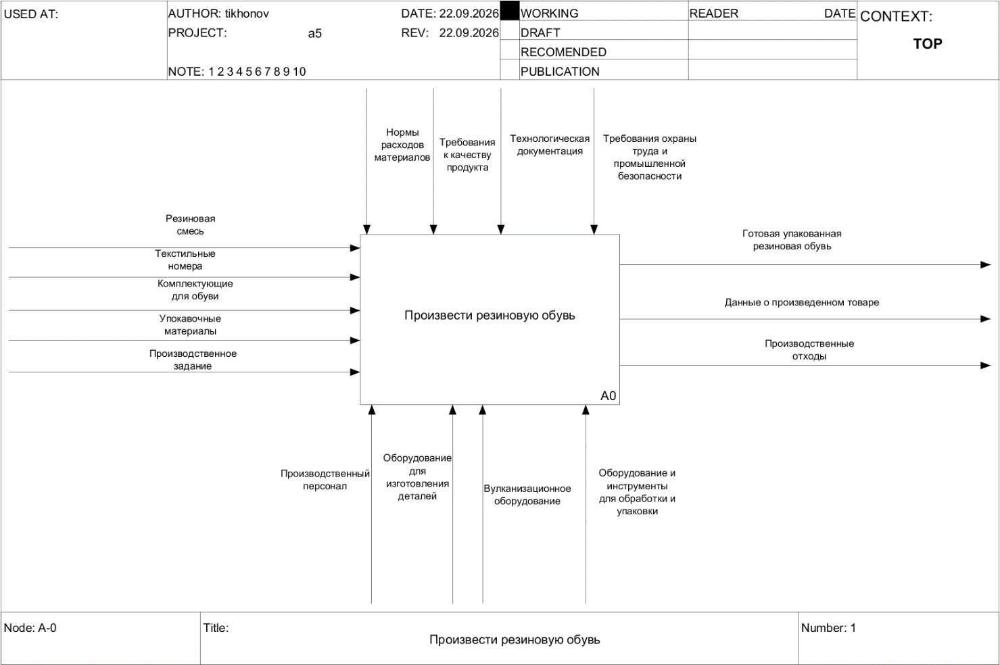 USED AT:
AUTHOR: tikhonov
DATE: 22.09.2026
WORKING
READER
DATE
CONTEXT:
PROJECT:
a5
REV: 22.09.2026
DRAFT
TOP
RECOMENDED
NOTE: 1 2 3 4 5 6 7 8 9 10
PUBLICATION
Нормы
расходов
материалов
Требования
к качеству
продукта
Технологическая
документация
Требования охраны
труда и
промышленной
безопасности
Резиновая
смесь
Текстильные
номера
Комплектующие
для обуви
Упокавочные
материалы
Производственное
задание
Произвести резиновую обувь
A0
Готовая упакованная
резиновая обувь
Данные о произведенном товаре
Производственные
отходы
Производственный
персонал
Оборудование
для
изготовления
деталей
Вулканизационное
оборудование
Оборудование и
инструменты
для обработки и
упаковки
Node: A-0
Title:
Произвести резиновую обувь
Number: 1